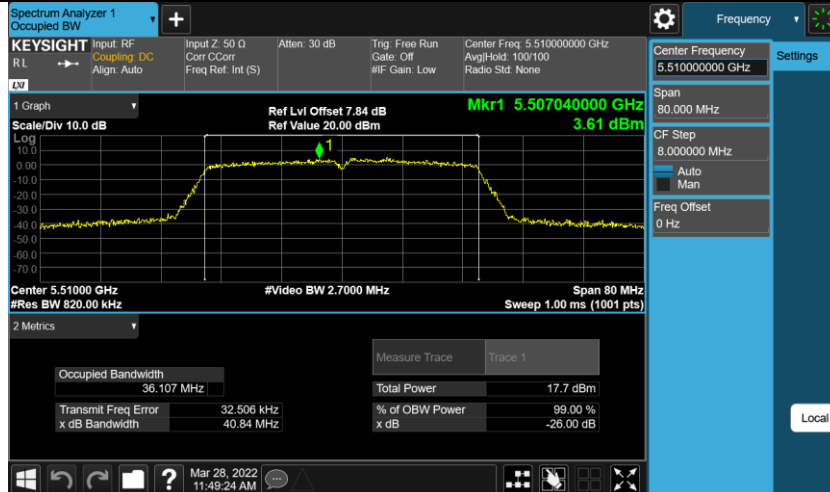 Spectrum Analyzer 1
Occupied BW
+
Frequency
KEYSIGHT
RL
LXI
Input: RF
Coupling: DC
Align: Auto
Input Z: 50 Ω
Corr CCorr
Freq Ref: Int (S)
Atten: 30 dB
Trig: Free Run
Gate: Off
#IF Gain: Low
Center Freq: 5.510000000 GHz
Avg|Hold: 100/100
Radio Std: None
Center Frequency
5.510000000 GHz
Settings
Span
80.000 MHz
CF Step
8.000000 MHz
Auto
Man
Freq Offset
0 Hz
Local
1 Graph
Scale/Div 10.0 dB
Ref Lvl Offset 7.84 dB
Ref Value 20.00 dBm
Mkr1 5.507040000 GHz
3.61 dBm
Log
10.0
0.00
-10.0
-20.0
-30.0
-40.0
-50.0
-60.0
-70.0
1
Center 5.51000 GHz
#Res BW 820.00 kHz
#Video BW 2.7000 MHz
Span 80 MHz
Sweep 1.00 ms (1001 pts)
2 Metrics
Measure Trace
Trace 1
Occupied Bandwidth
36.107 MHz
Total Power
17.7 dBm
Transmit Freq Error
32.506 kHz
% of OBW Power
99.00 %
x dB Bandwidth
40.84 MHz
x dB
-26.00 dB
?
Mar 28, 2022
11:49:24 AM